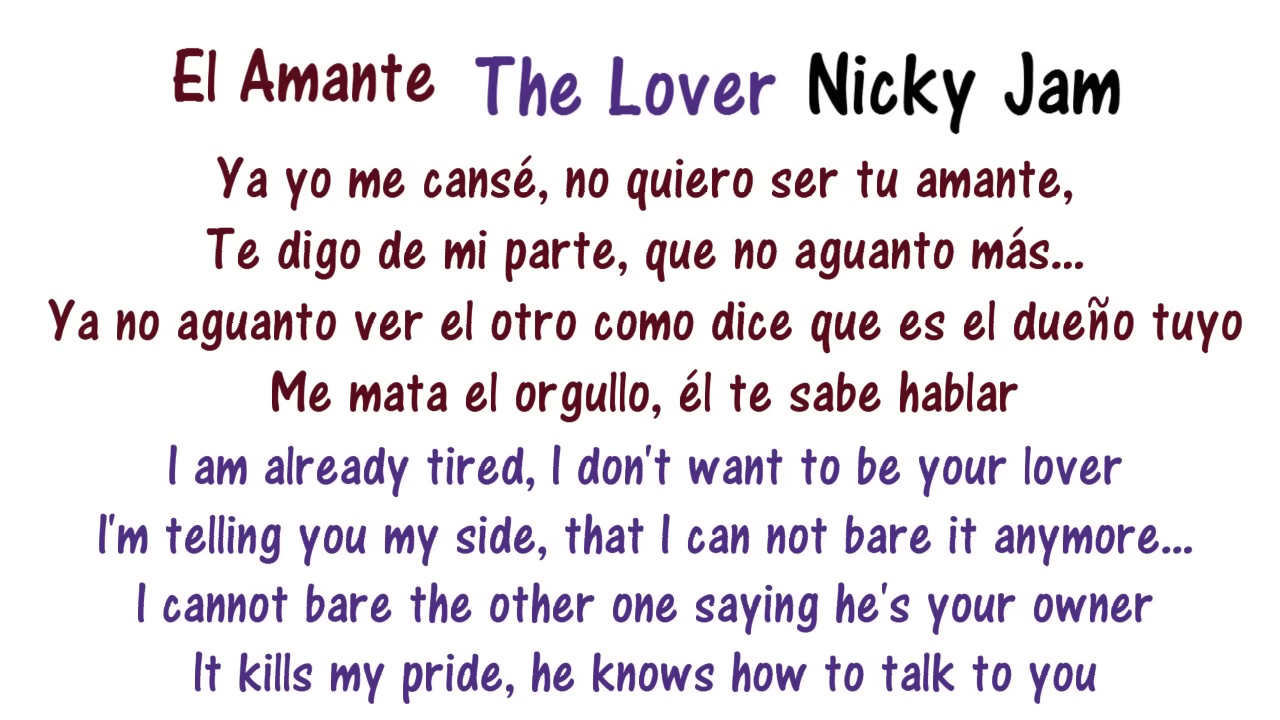 El Amante The Lover Nicky Jam
Ya yo me cansé, no quiero ser tu amante,
Te digo de mi parte, que no aguanto más...
Ya no aguanto ver el otro como dice que es el dueño tuyo
Me mata el orgullo, él te sabe hablar
I am already tired, I don't want to be your lover
I'm telling you my side, that I can not bare it anymore...
I cannot bare the other one saying he's your owner
It kills my pride, he knows how to talk to you